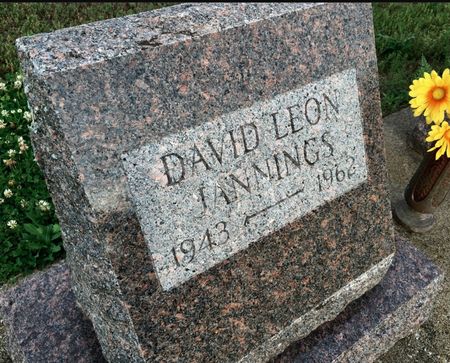 DAVID LEON
JANNINGS
1943 — 1962